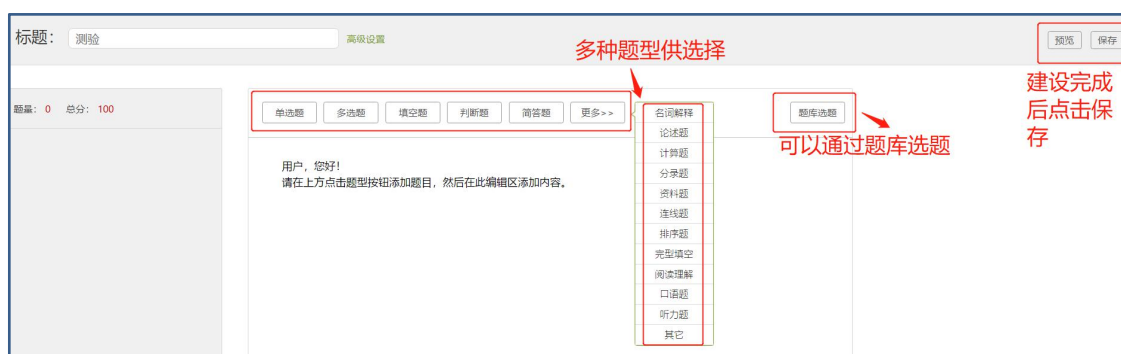 标题： 测验 高级设置 预览 保存
多种题型供选择
建设完成
后点击保
存
题量：0 总分：100
单选题 多选题 填空题 判断题 简答题 更多>> 题库选题
可以通过题库选题
名词解释
论述题
计算题
分录题
资料题
连线题
排序题
完型填空
阅读理解
口语题
听力题
其它
用户，您好！
请在上方点击题型按钮添加题目，然后在此编辑区添加内容。